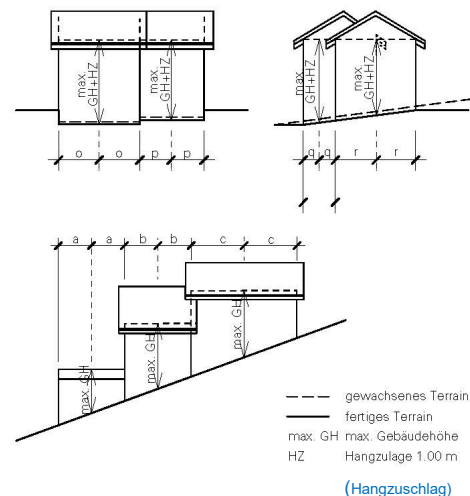 max.
GH+HZ
max.
GH+HZ
max.
GH+HZ
max.
GH+HZ
o o p p
q q r r
a a b b c c
max. GH
max. GH
max. GH
gewachsenes Terrain
fertiges Terrain
max. GH max. Gebäudehöhe
HZ Hangzulage 1.00 m
(Hangzuschlag)